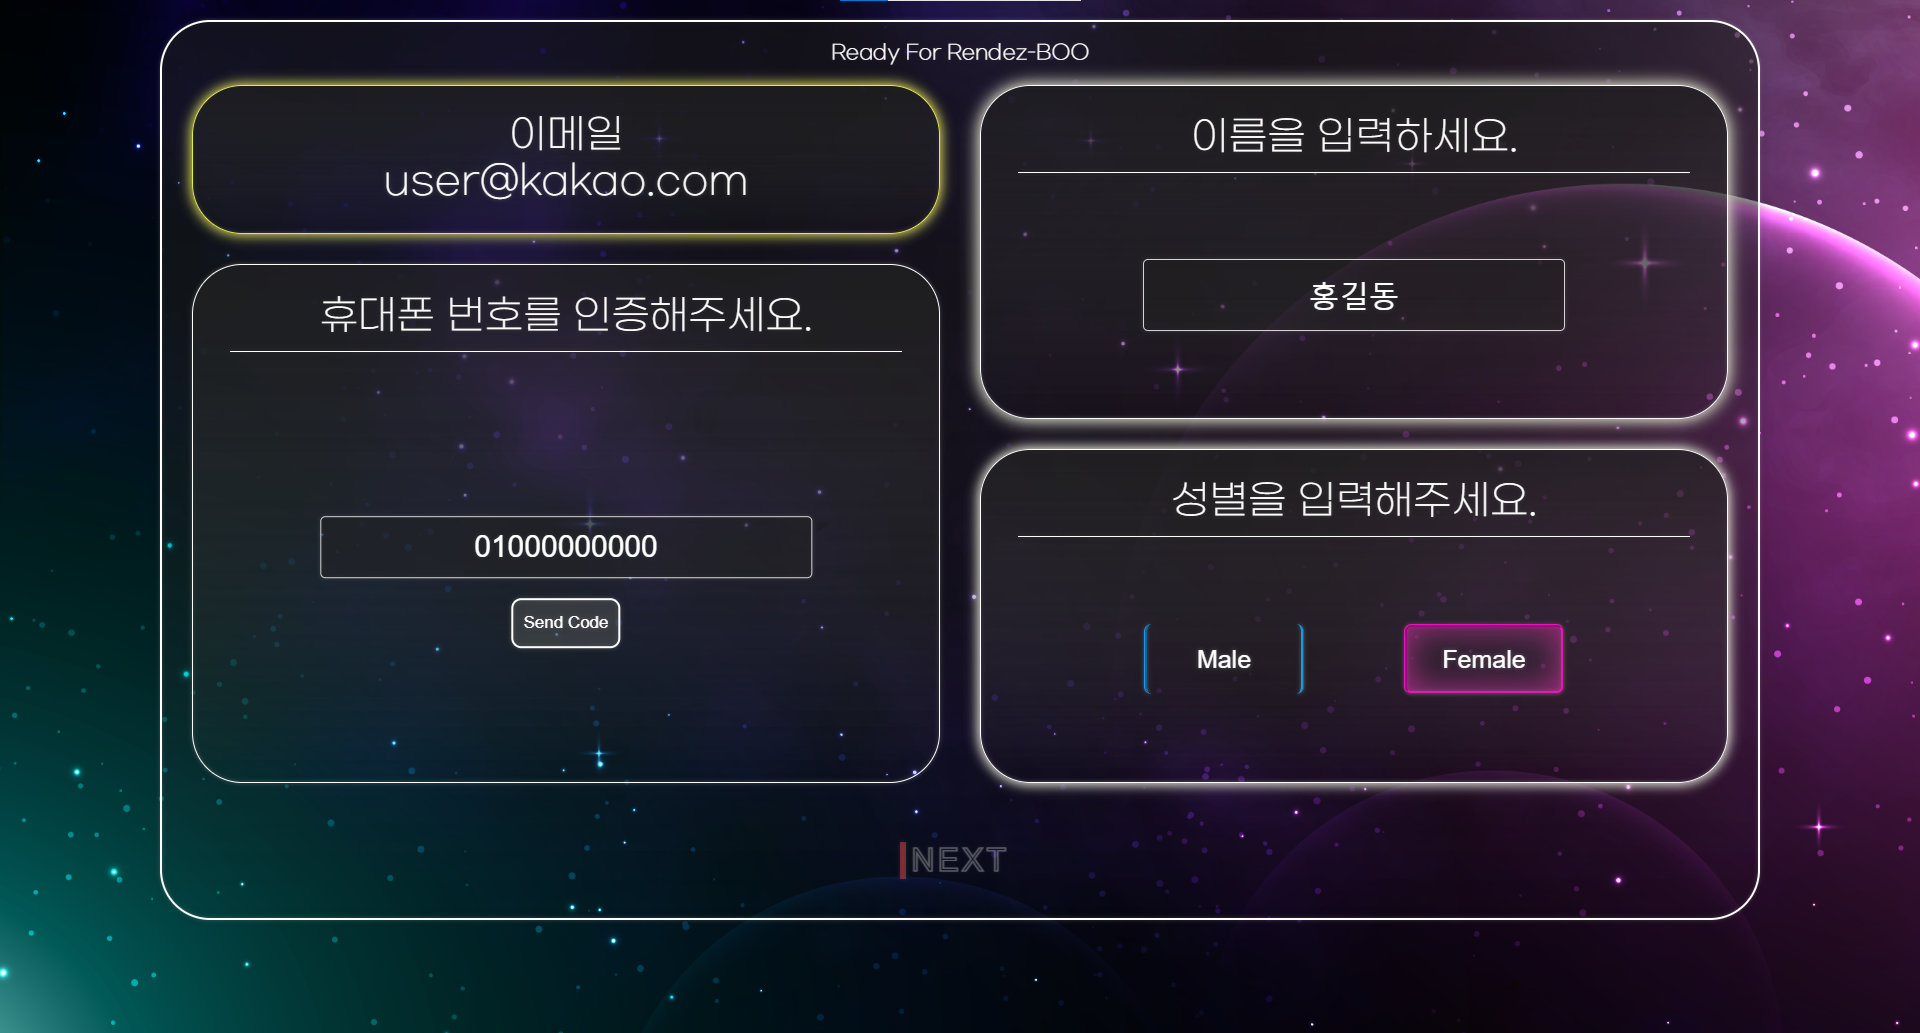 Ready For Rendez-BOO
이메일
user@kakao.com
휴대폰 번호를 인증해주세요.
01000000000
Send Code
이름을 입력하세요.
홍길동
성별을 입력해주세요.
Male
Female
NEXT